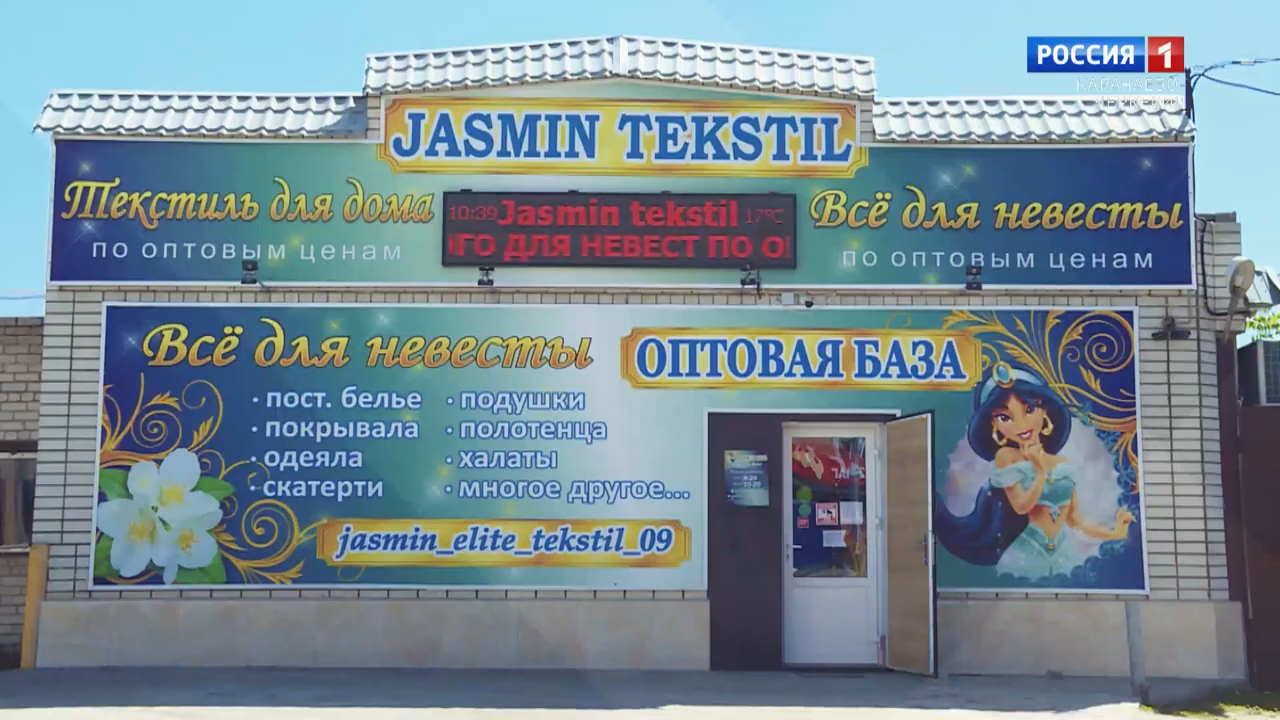 РОССИЯ 1
КАРАЧАЕВО
JASMIN TEKSTIL
Текстиль для дома
по оптовым ценам
10:39 Jasmin tekstil 17°C
ОГО ДЛЯ НЕВЕСТ ПО О
Всё для невесты
по оптовым ценам
Всё для невесты
ОПТОВАЯ БАЗА
· пост. белье
· покрывала
· одеяла
· скатерти
· подушки
· полотенца
· халаты
· многое другое...
jasmin_elite_tekstil_09